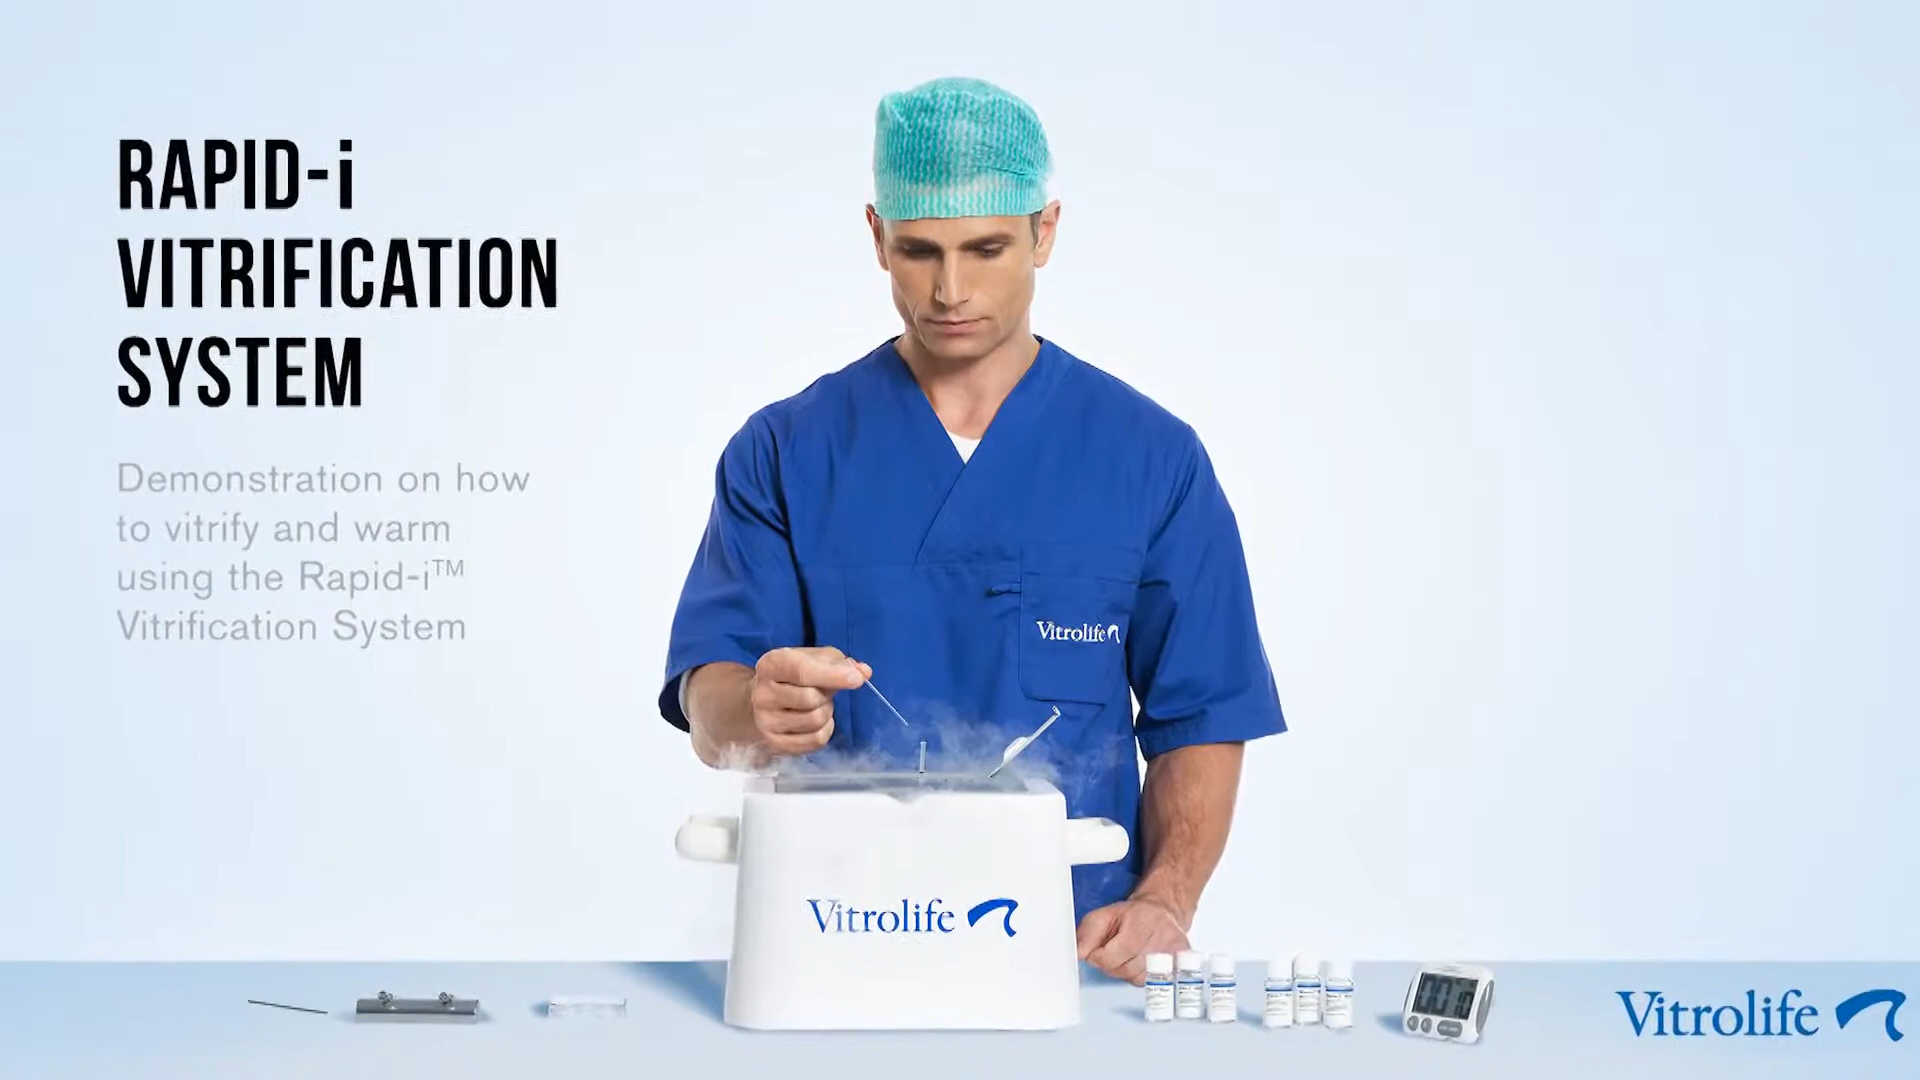 RAPID-i
VITRIFICATION
SYSTEM
Demonstration on how
to vitrify and warm
using the Rapid-i™
Vitrification System
Vitrolife
Vitrolife
Vitrolife